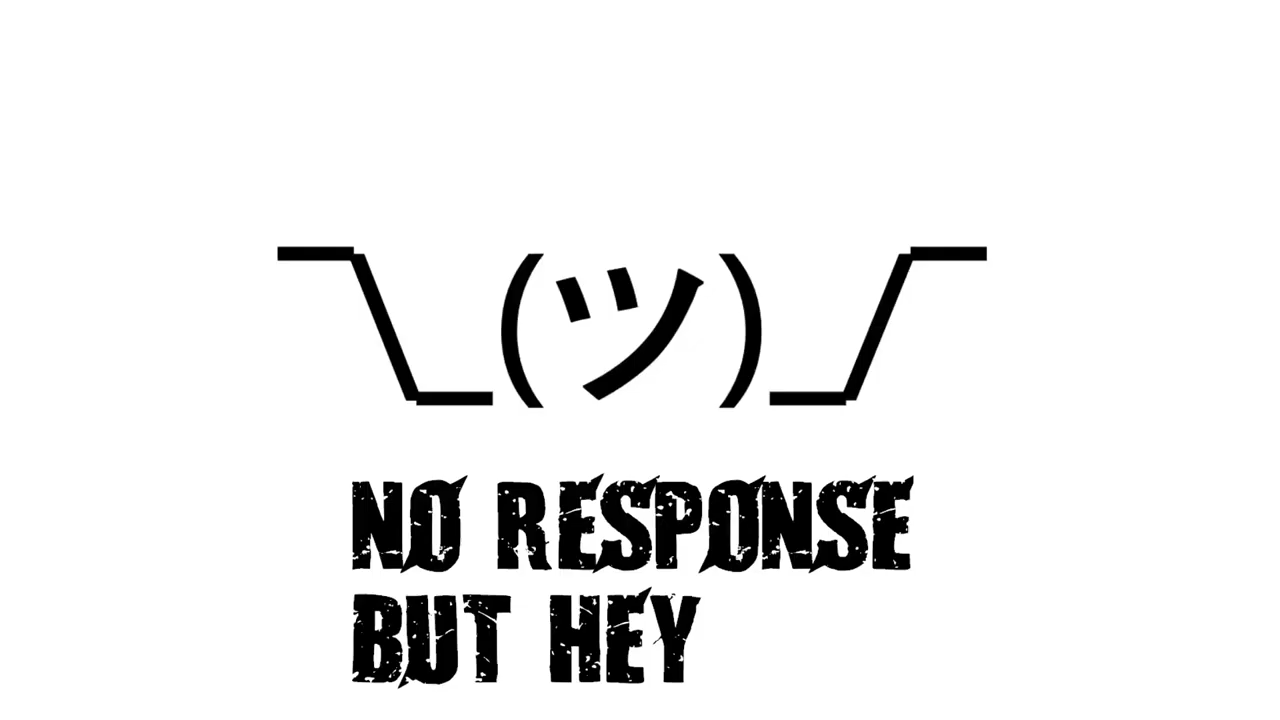 ¯\_(ツ)_/¯
NO RESPONSE
BUT HEY